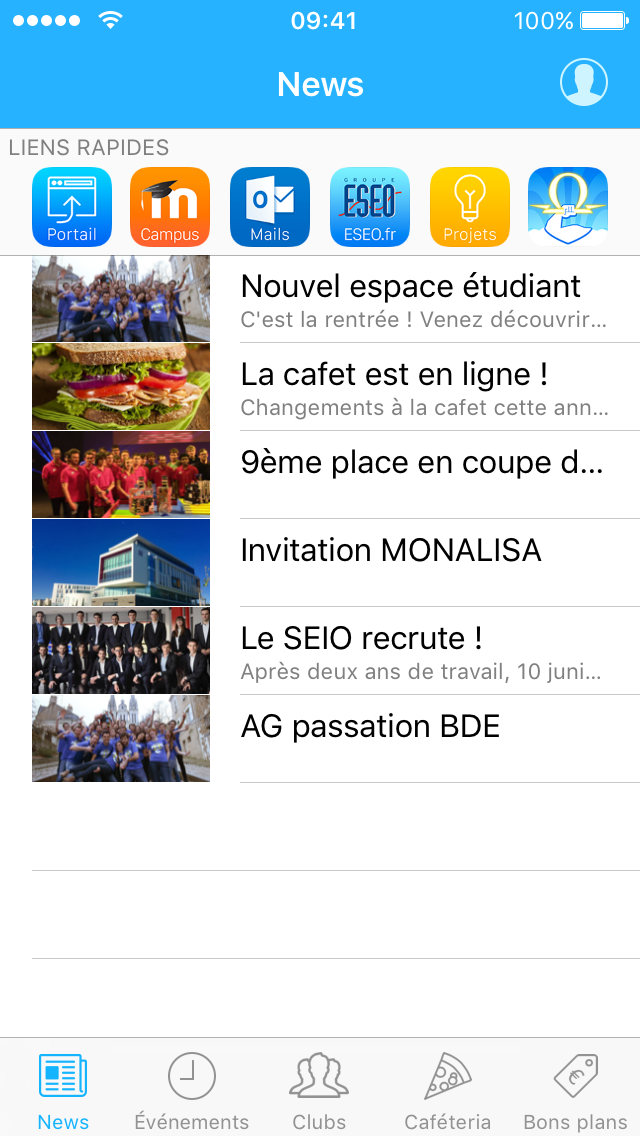 09:41
100%
News
LIENS RAPIDES
Portail
Campus
Mails
GROUPE
ESEO
ESEO.fr
Projets
Nouvel espace étudiant
C'est la rentrée ! Venez découvrir...
La cafet est en ligne !
Changements à la cafet cette ann...
9ème place en coupe d...
Invitation MONALISA
Le SEIO recrute !
Après deux ans de travail, 10 juni...
AG passation BDE
News
Événements
Clubs
Caféteria
Bons plans